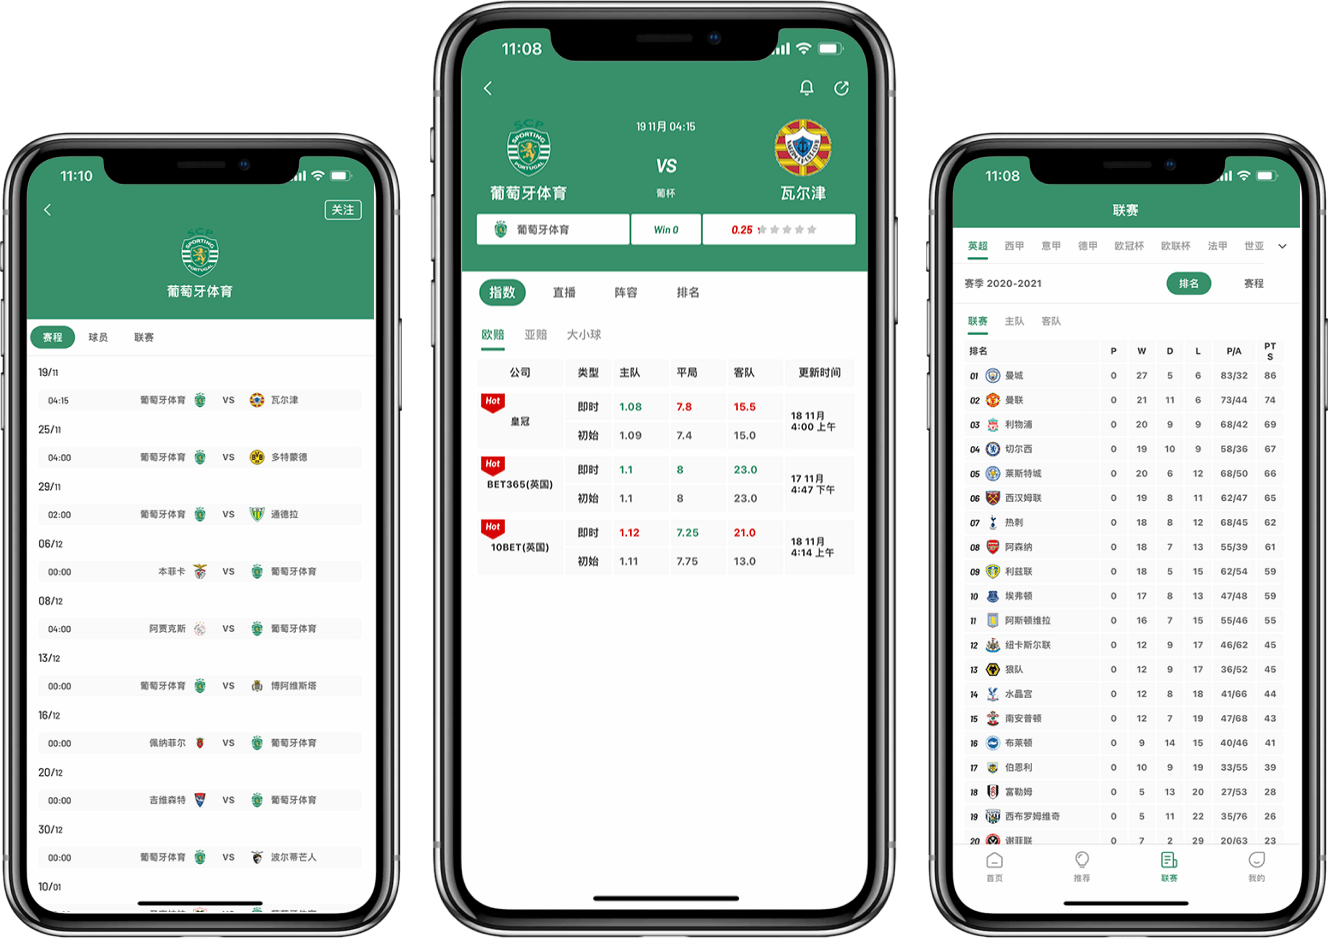 11:10
关注
SCP
SPORTING
PORTUGAL
葡萄牙体育
赛程 球员 联赛
19/11
04:15 葡萄牙体育 VS 瓦尔津
25/11
04:00 葡萄牙体育 VS 多特蒙德
29/11
02:00 葡萄牙体育 VS 通德拉
06/12
00:00 本菲卡 VS 葡萄牙体育
08/12
04:00 阿贾克斯 VS 葡萄牙体育
13/12
00:00 葡萄牙体育 VS 博阿维斯塔
16/12
00:00 佩纳菲尔 VS 葡萄牙体育
20/12
00:00 吉维森特 VS 葡萄牙体育
30/12
00:00 葡萄牙体育 VS 波尔蒂芒人
10/01
11:08
19 11月 04:15
SCP
SPORTING
PORTUGAL
VS
葡萄牙体育 葡杯 瓦尔津
葡萄牙体育 Win 0 0.25
指数 直播 阵容 排名
欧赔 亚赔 大小球
公司 类型 主队 平局 客队 更新时间
Hot
皇冠
即时 1.08 7.8 15.5
初始 1.09 7.4 15.0
18 11月
4:00 上午
Hot
BET365(英国)
即时 1.1 8 23.0
初始 1.1 8 23.0
17 11月
4:47 下午
Hot
10BET(英国)
即时 1.12 7.25 21.0
初始 1.11 7.75 13.0
18 11月
4:14 上午
11:08
联赛
英超 西甲 意甲 德甲 欧冠杯 欧联杯 法甲 世亚
赛季 2020-2021 排名 赛程
联赛 主队 客队
排名 P W D L P/A PT
S
01 曼城 0 27 5 6 83/32 86
02 曼联 0 21 11 6 73/44 74
03 利物浦 0 20 9 9 68/42 69
04 切尔西 0 19 10 9 58/36 67
05 莱斯特城 0 20 6 12 68/50 66
06 西汉姆联 0 19 8 11 62/47 65
07 热刺 0 18 8 12 68/45 62
08 阿森纳 0 18 7 13 55/39 61
09 利兹联 0 18 5 15 62/54 59
10 埃弗顿 0 17 8 13 47/48 59
11 阿斯顿维拉 0 16 7 15 55/46 55
12 纽卡斯尔联 0 12 9 17 46/62 45
13 狼队 0 12 9 17 36/52 45
14 水晶宫 0 12 8 18 41/66 44
15 南安普顿 0 12 7 19 47/68 43
16 布莱顿 0 9 14 15 40/46 41
17 伯恩利 0 10 9 19 33/55 39
18 富勒姆 0 5 13 20 27/53 28
19 西布罗姆维奇 0 5 11 22 35/76 26
20 谢菲联 0 7 2 29 20/63 23
首页 推荐 联赛 我的